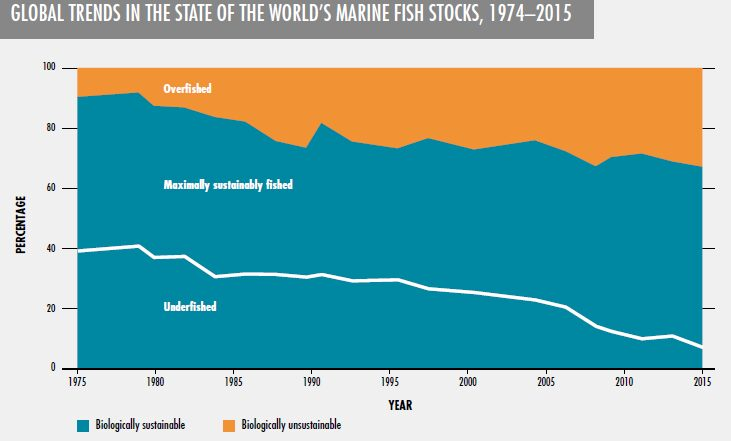 GLOBAL TRENDS IN THE STATE OF THE WORLD'S MARINE FISH STOCKS, 1974–2015
100
80
60
40
20
0
PERCENTAGE
Overfished
Maximally sustainably fished
Underfished
1975 1980 1985 1990 1995 2000 2005 2010 2015
YEAR
Biologically sustainable Biologically unsustainable